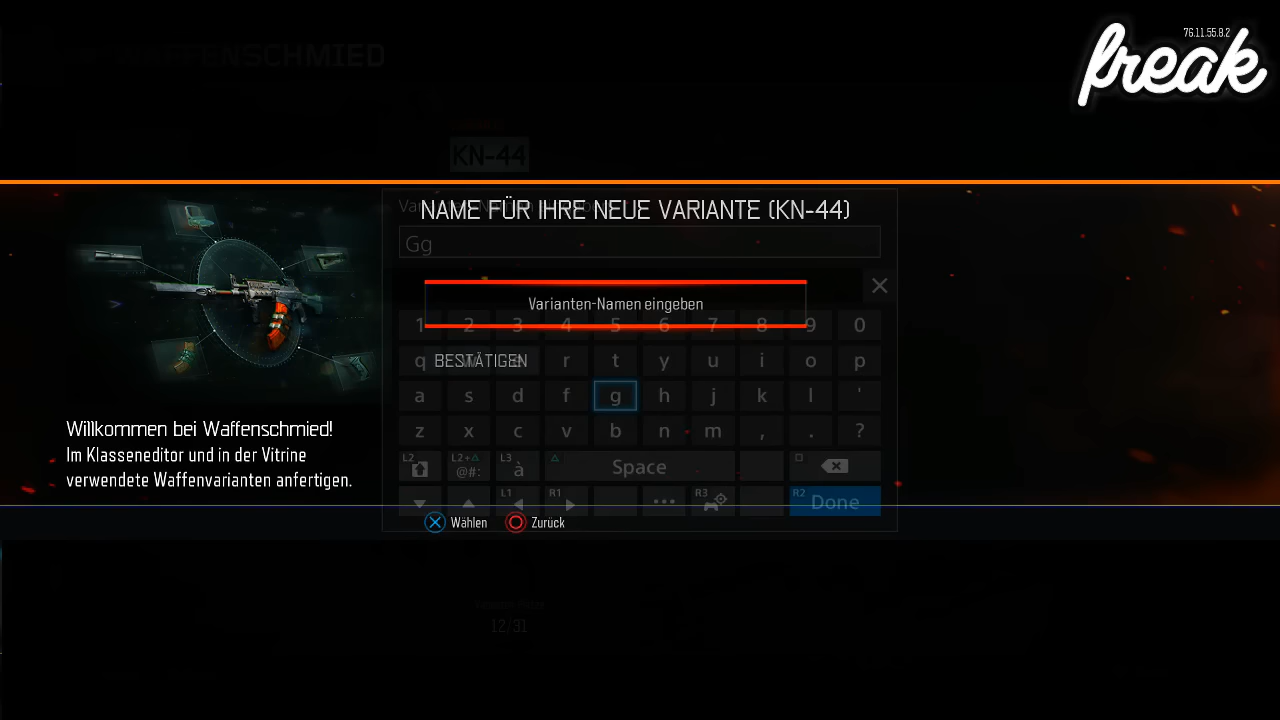 WAFFENSCHMIED
76.11.55.8.2
freak
KN-44
NAME FÜR IHRE NEUE VARIANTE (KN-44)
Gg
Varianten-Namen eingeben
1 2 3 4 5 6 7 8 9 0
BESTÄTIGEN
q w e r t y u i o p
a s d f g h j k l '
z x c v b n m , . ?
L2 L2+△ @#: L3 à △ Space
L1 R1 ... R3 R2 Done
Willkommen bei Waffenschmied!
Im Klasseneditor und in der Vitrine
verwendete Waffenvarianten anfertigen.
Wählen Zurück
12/31